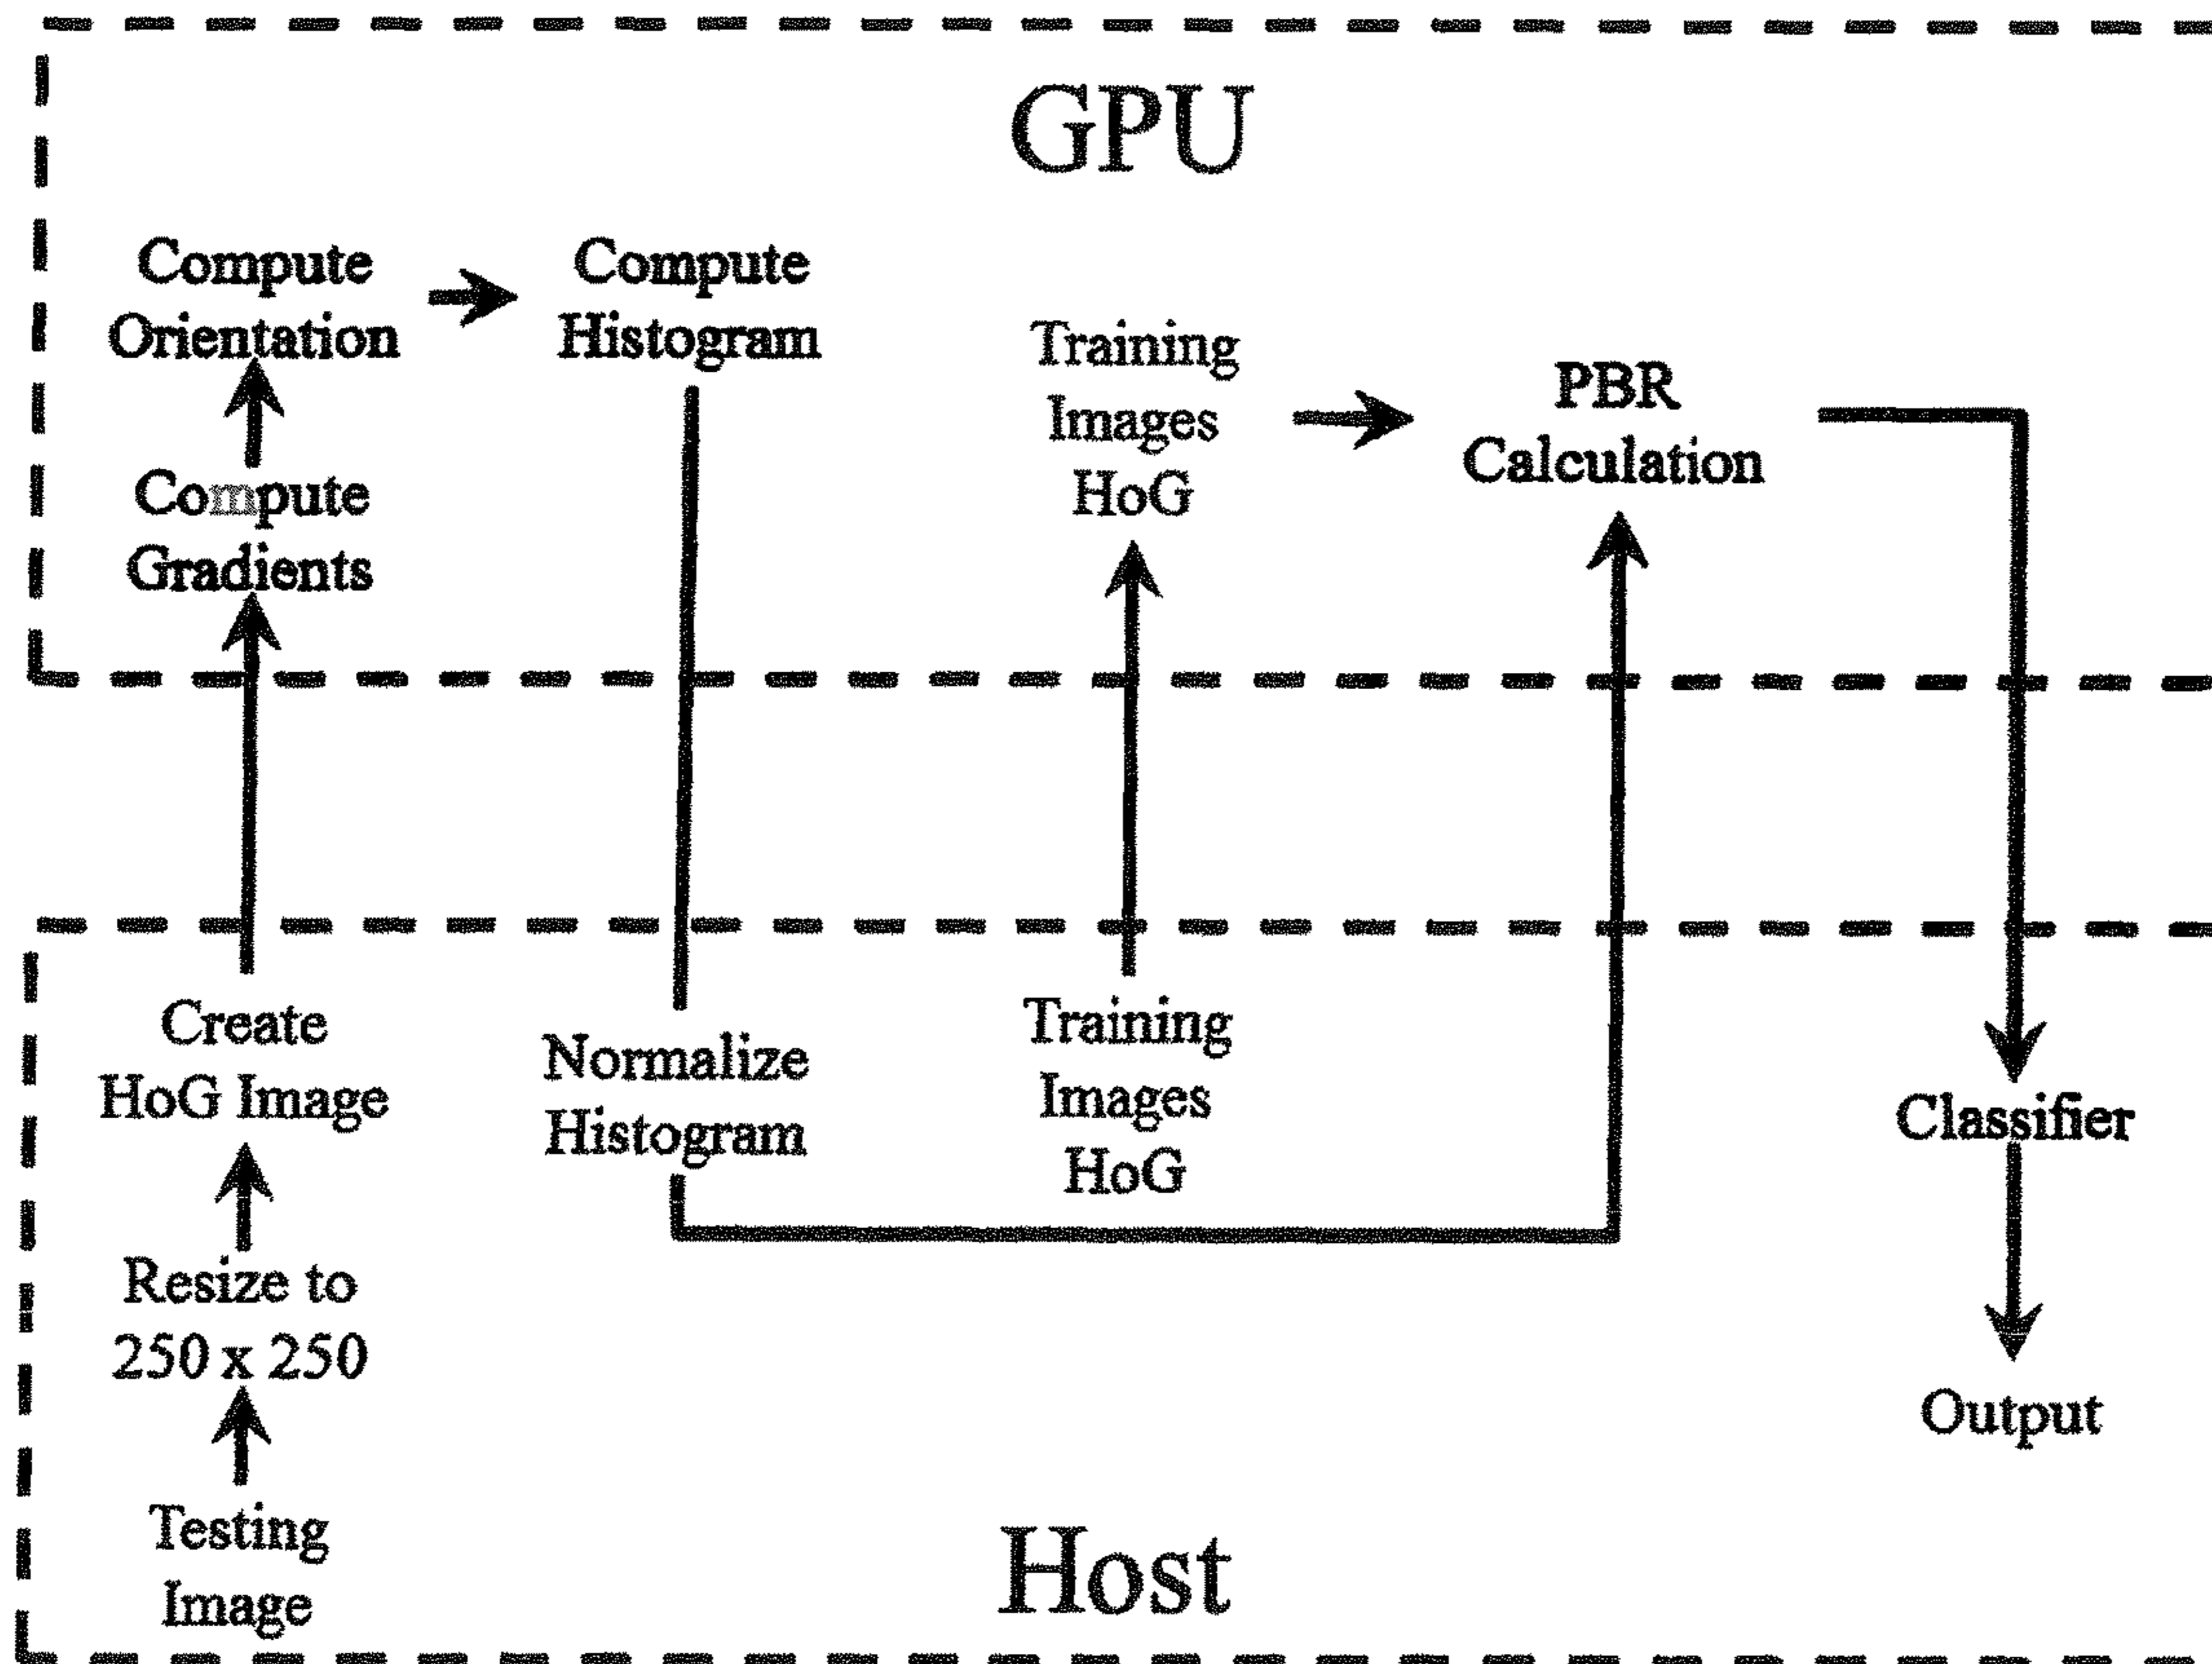 GPU
Compute
Orientation
Compute
Histogram
Training
Images
HoG
PBR
Calculation
Compute
Gradients
Create
HoG Image
Normalize
Histogram
Training
Images
HoG
Classifier
Resize to
250 x 250
Output
Testing
Image
Host